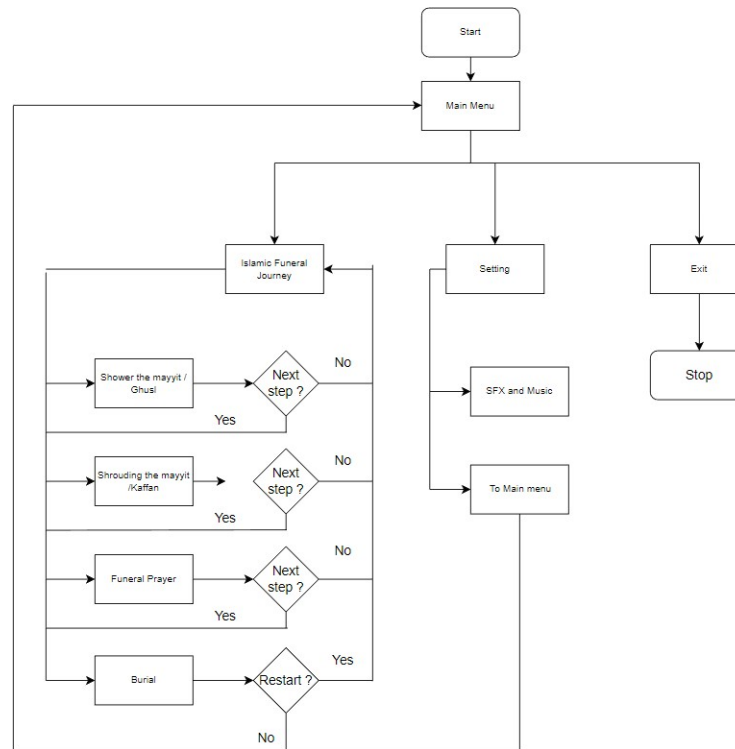 Start
Main Menu
Islamic Funeral
Journey
Setting
Exit
Shower the mayyit /
Ghusl
Next
step ?
No
Yes
SFX and Music
Stop
Shrouding the mayyit
/Kaffan
Next
step ?
No
Yes
To Main menu
Funeral Prayer
Next
step ?
No
Yes
Burial
Restart ?
Yes
No